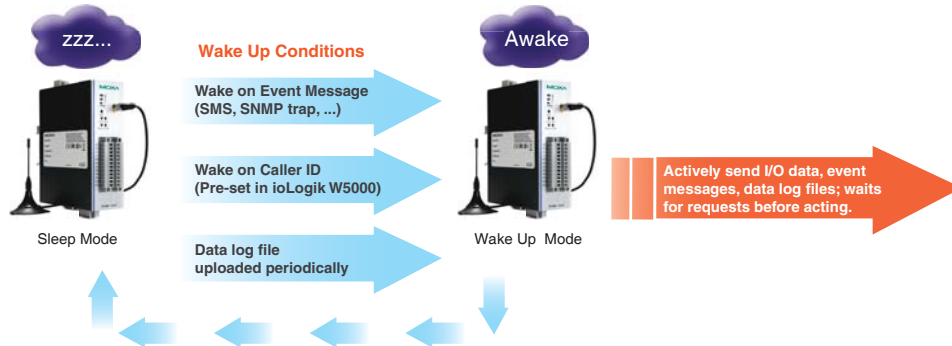 zzz...
Awake
Wake Up Conditions
MOXA
MOXA
Wake on Event Message
(SMS, SNMP trap, ...)
Wake on Caller ID
(Pre-set in ioLogik W5000)
Actively send I/O data, event
messages, data log files; waits
for requests before acting.
Sleep Mode
Wake Up Mode
Data log file
uploaded periodically